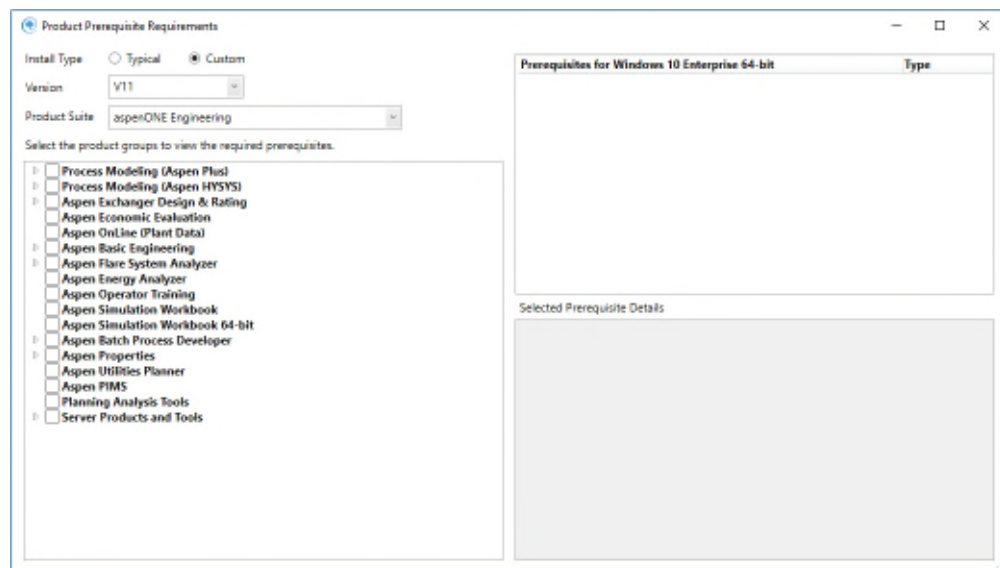 Product Prerequisite Requirements
Install Type Typical Custom
Version V11
Product Suite aspenONE Engineering
Select the product groups to view the required prerequisites.
Process Modeling (Aspen Plus)
Process Modeling (Aspen HYSYS)
Aspen Exchanger Design & Rating
Aspen Economic Evaluation
Aspen OnLine (Plant Data)
Aspen Basic Engineering
Aspen Flare System Analyzer
Aspen Energy Analyzer
Aspen Operator Training
Aspen Simulation Workbook
Aspen Simulation Workbook 64-bit
Aspen Batch Process Developer
Aspen Properties
Aspen Utilities Planner
Aspen PIMS
Planning Analysis Tools
Server Products and Tools
Prerequisites for Windows 10 Enterprise 64-bit Type
Selected Prerequisite Details